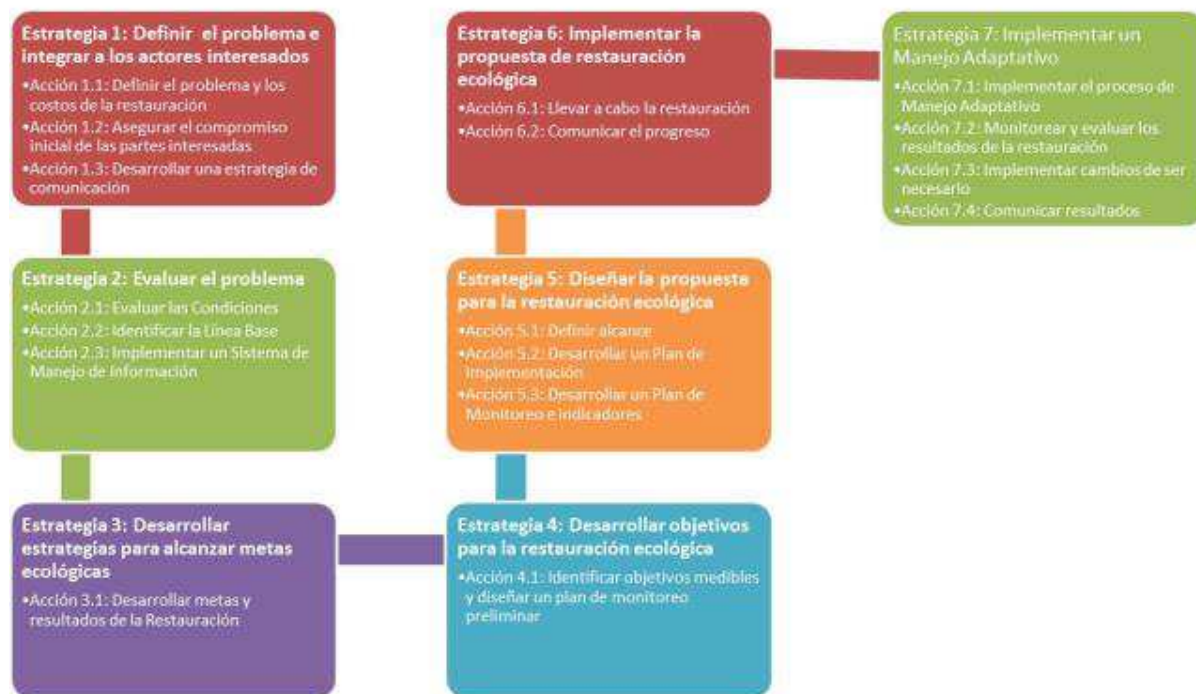 Estrategia 1: Definir el problema e
integrar a los actores interesados
•Acción 1.1: Definir el problema y los
costos de la restauración
•Acción 1.2: Asegurar el compromiso
inicial de las partes interesadas
•Acción 1.3: Desarrollar una estrategia de
comunicación
Estrategia 2: Evaluar el problema
•Acción 2.1: Evaluar las Condiciones
•Acción 2.2: Identificar la Línea Base
•Acción 2.3: Implementar un Sistema de
Manejo de Información
Estrategia 3: Desarrollar
estrategias para alcanzar metas
ecológicas
•Acción 3.1: Desarrollar metas y
resultados de la Restauración
Estrategia 4: Desarrollar objetivos
para la restauración ecológica
•Acción 4.1: Identificar objetivos medibles
y diseñar un plan de monitoreo
preliminar
Estrategia 5: Diseñar la propuesta
para la restauración ecológica
•Acción 5.1: Definir alcance
•Acción 5.2: Desarrollar un Plan de
Implementación
•Acción 5.3: Desarrollar un Plan de
Monitoreo e indicadores
Estrategia 6: Implementar la
propuesta de restauración
ecológica
•Acción 6.1: Llevar a cabo la restauración
•Acción 6.2: Comunicar el progreso
Estrategia 7: Implementar un
Manejo Adaptativo
•Acción 7.1: Implementar el proceso de
Manejo Adaptativo
•Acción 7.2: Monitorear y evaluar los
resultados de la restauración
•Acción 7.3: Implementar cambios de ser
necesario
•Acción 7.4: Comunicar resultados